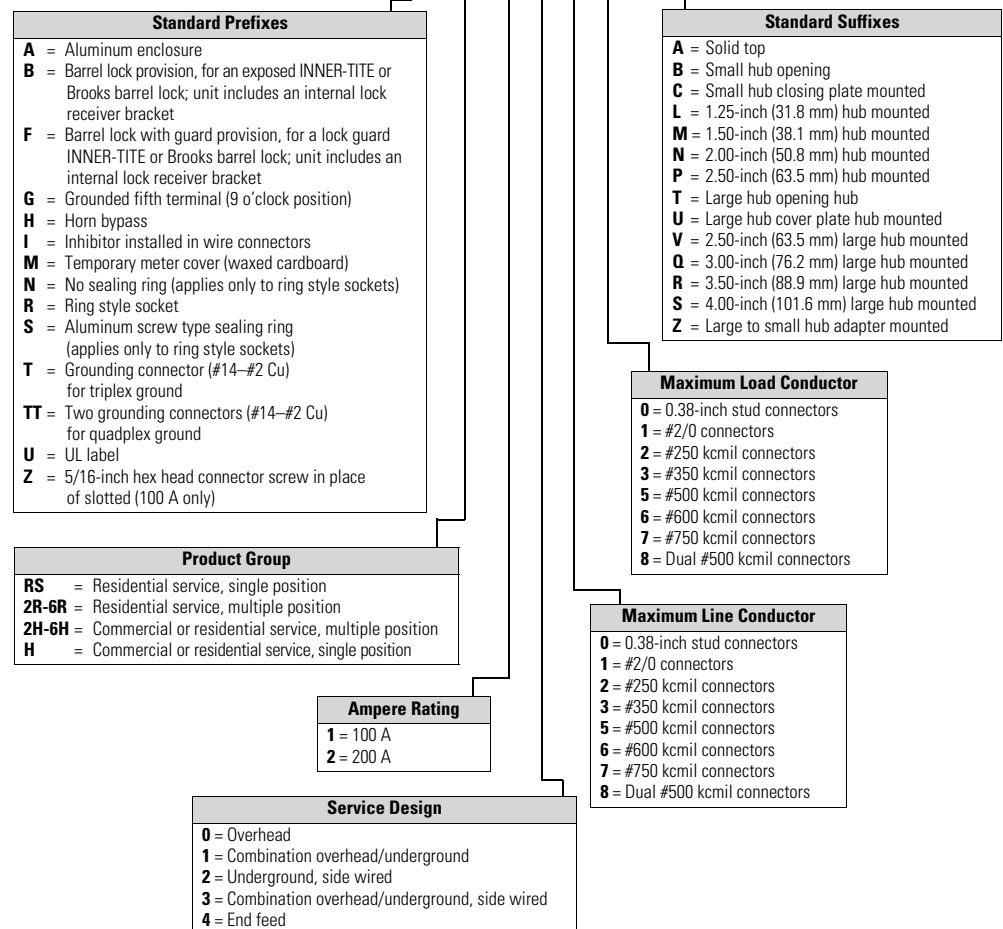 Standard Prefixes
A = Aluminum enclosure
B = Barrel lock provision, for an exposed INNER-TITE or
Brooks barrel lock; unit includes an internal lock
receiver bracket
F = Barrel lock with guard provision, for a lock guard
INNER-TITE or Brooks barrel lock; unit includes an
internal lock receiver bracket
G = Grounded fifth terminal (9 o'clock position)
H = Horn bypass
I = Inhibitor installed in wire connectors
M = Temporary meter cover (waxed cardboard)
N = No sealing ring (applies only to ring style sockets)
R = Ring style socket
S = Aluminum screw type sealing ring
(applies only to ring style sockets)
T = Grounding connector (#14–#2 Cu)
for triplex ground
TT = Two grounding connectors (#14–#2 Cu)
for quadplex ground
U = UL label
Z = 5/16-inch hex head connector screw in place
of slotted (100 A only)
Standard Suffixes
A = Solid top
B = Small hub opening
C = Small hub closing plate mounted
L = 1.25-inch (31.8 mm) hub mounted
M = 1.50-inch (38.1 mm) hub mounted
N = 2.00-inch (50.8 mm) hub mounted
P = 2.50-inch (63.5 mm) hub mounted
T = Large hub opening hub
U = Large hub cover plate hub mounted
V = 2.50-inch (63.5 mm) large hub mounted
Q = 3.00-inch (76.2 mm) large hub mounted
R = 3.50-inch (88.9 mm) large hub mounted
S = 4.00-inch (101.6 mm) large hub mounted
Z = Large to small hub adapter mounted
Maximum Load Conductor
0 = 0.38-inch stud connectors
1 = #2/0 connectors
2 = #250 kcmil connectors
3 = #350 kcmil connectors
5 = #500 kcmil connectors
6 = #600 kcmil connectors
7 = #750 kcmil connectors
8 = Dual #500 kcmil connectors
Product Group
RS = Residential service, single position
2R-6R = Residential service, multiple position
2H-6H = Commercial or residential service, multiple position
H = Commercial or residential service, single position
Maximum Line Conductor
0 = 0.38-inch stud connectors
1 = #2/0 connectors
2 = #250 kcmil connectors
3 = #350 kcmil connectors
5 = #500 kcmil connectors
6 = #600 kcmil connectors
7 = #750 kcmil connectors
8 = Dual #500 kcmil connectors
Ampere Rating
1 = 100 A
2 = 200 A
Service Design
0 = Overhead
1 = Combination overhead/underground
2 = Underground, side wired
3 = Combination overhead/underground, side wired
4 = End feed